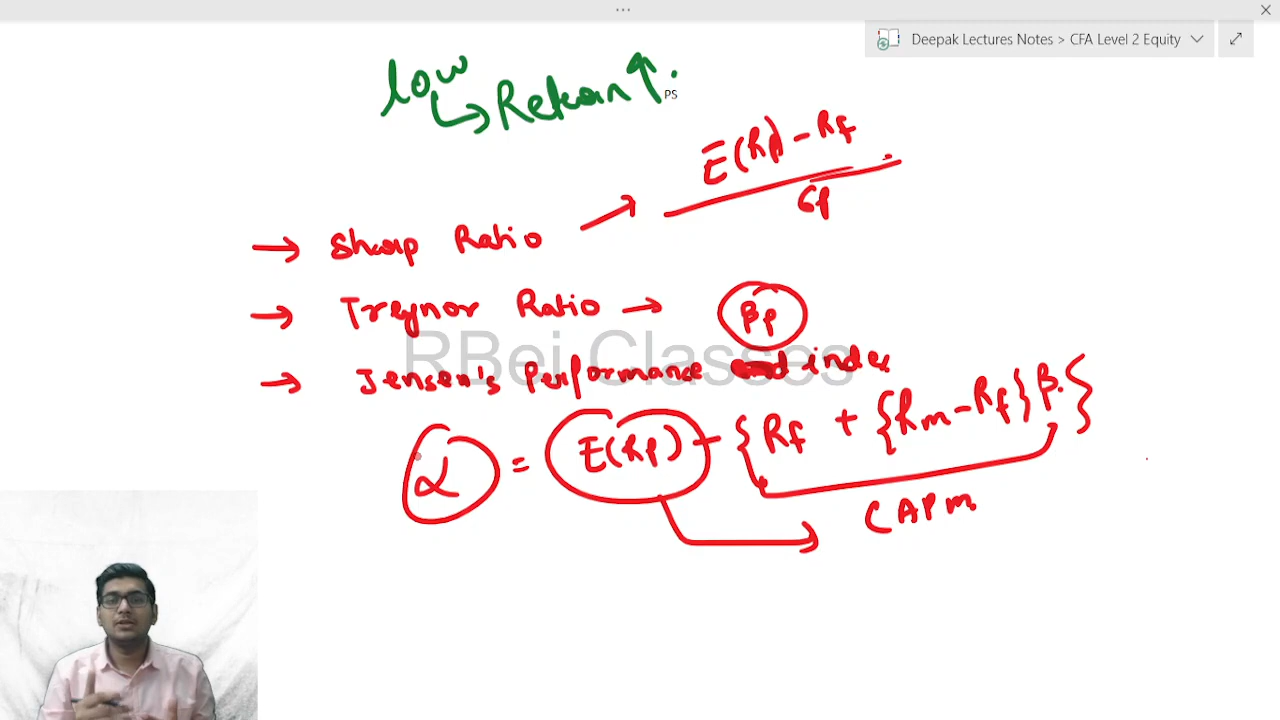 Deepak Lectures Notes > CFA Level 2 Equity
low
→ Return ↑
PS
E(Rp) - Rf
σp
→ Sharp Ratio →
→ Treynor Ratio → βp
RBei Classes
→ Jensen's Performance index
α = E(Rp) - {Rf + {Rm - Rf} β.}
CAPM